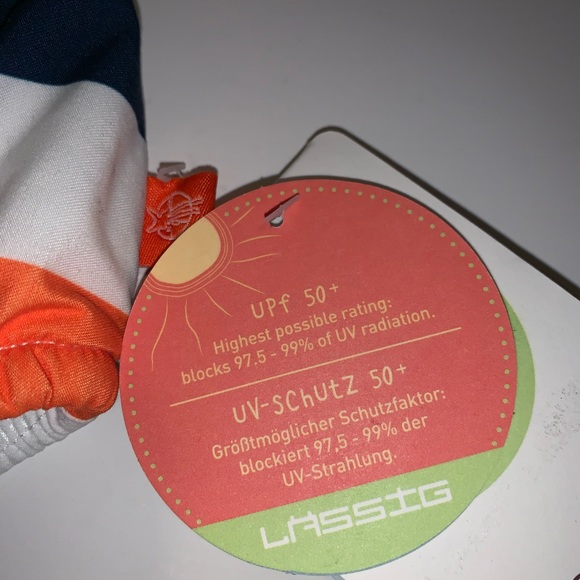 UPF 50+
Highest possible rating:
blocks 97.5 - 99% of UV radiation.
UV-SCHUTZ 50+
Größtmöglicher Schutzfaktor:
blockiert 97,5 - 99% der
UV-Strahlung.
LÄSSIG